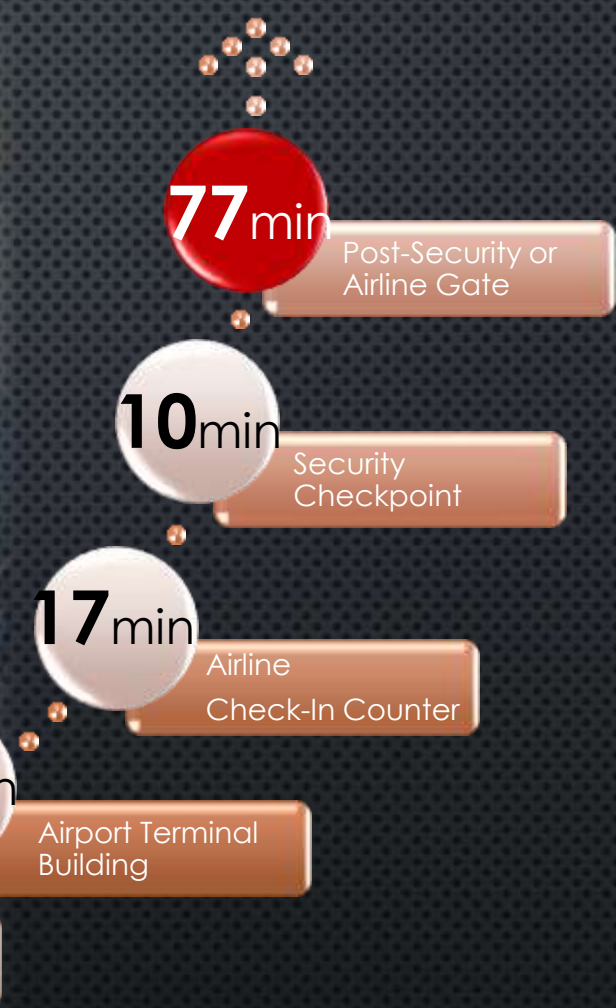 77min
Post-Security or
Airline Gate
10min
Security
Checkpoint
17min
Airline
Check-In Counter
Airport Terminal
Building